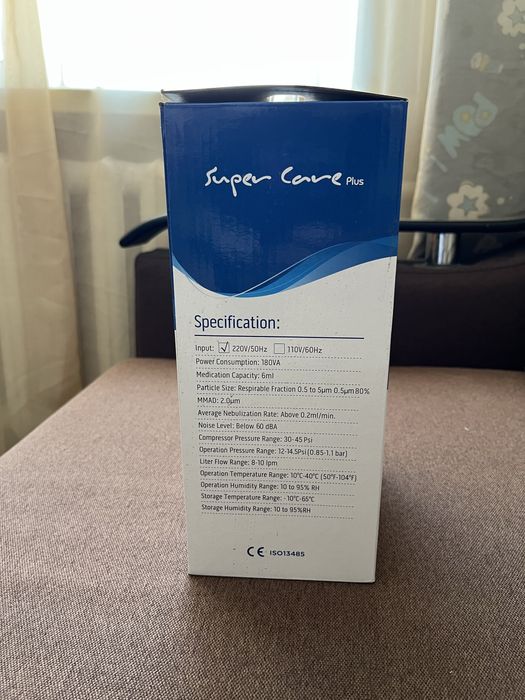 Super Care Plus
Specification:
Input: ☑ 220V/50Hz ☐ 110V/60Hz
Power Consumption: 180VA
Medication Capacity: 6ml
Particle Size: Respirable Fraction 0.5 to 5µm 0.5µm 80%
MMAD: 2.0µm
Average Nebulization Rate: Above 0.2ml/min.
Noise Level: Below 60 dBA
Compressor Pressure Range: 30-45 Psi
Operation Pressure Range: 12-14.5Psi (0.85-1.1 bar)
Liter Flow Range: 8-10 lpm
Operation Temperature Range: 10°C-40°C (50°F-104°F)
Operation Humidity Range: 10 to 95% RH
Storage Temperature Range: -10°C-65°C
Storage Humidity Range: 10 to 95%RH
CE ISO13485